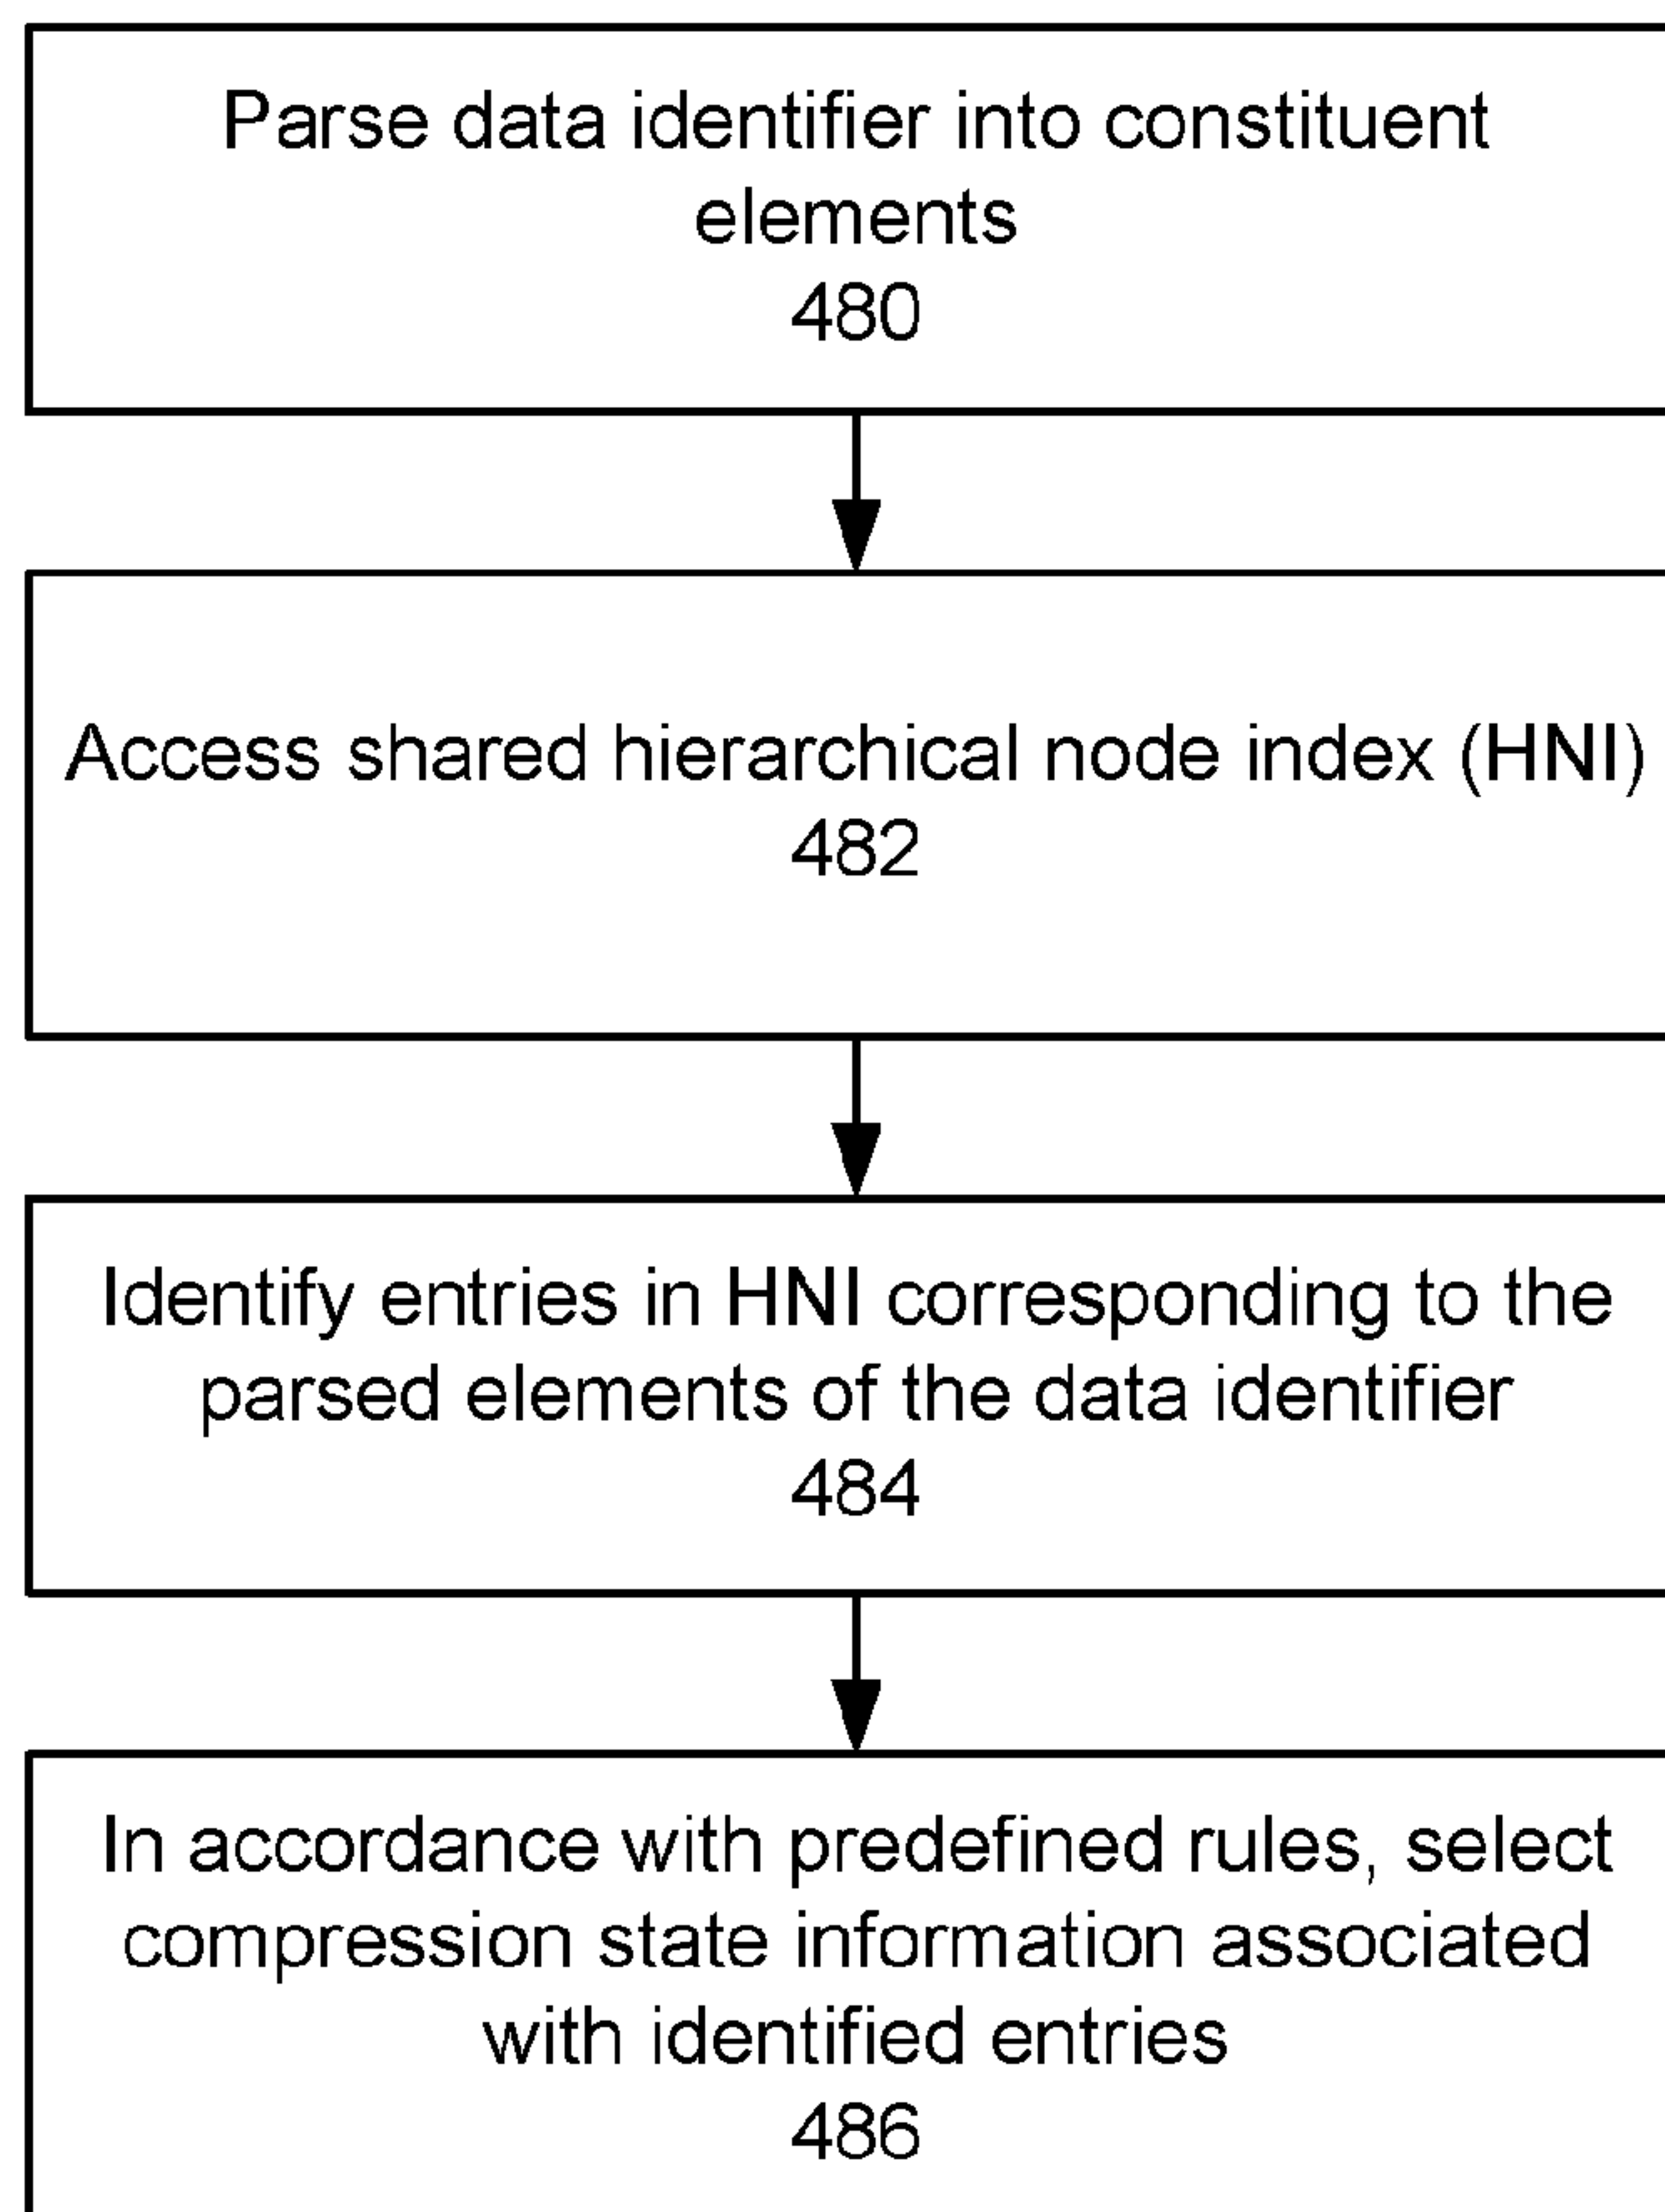 Parse data identifier into constituent
elements
480
Access shared hierarchical node index (HNI)
482
Identify entries in HNI corresponding to the
parsed elements of the data identifier
484
In accordance with predefined rules, select
compression state information associated
with identified entries
486